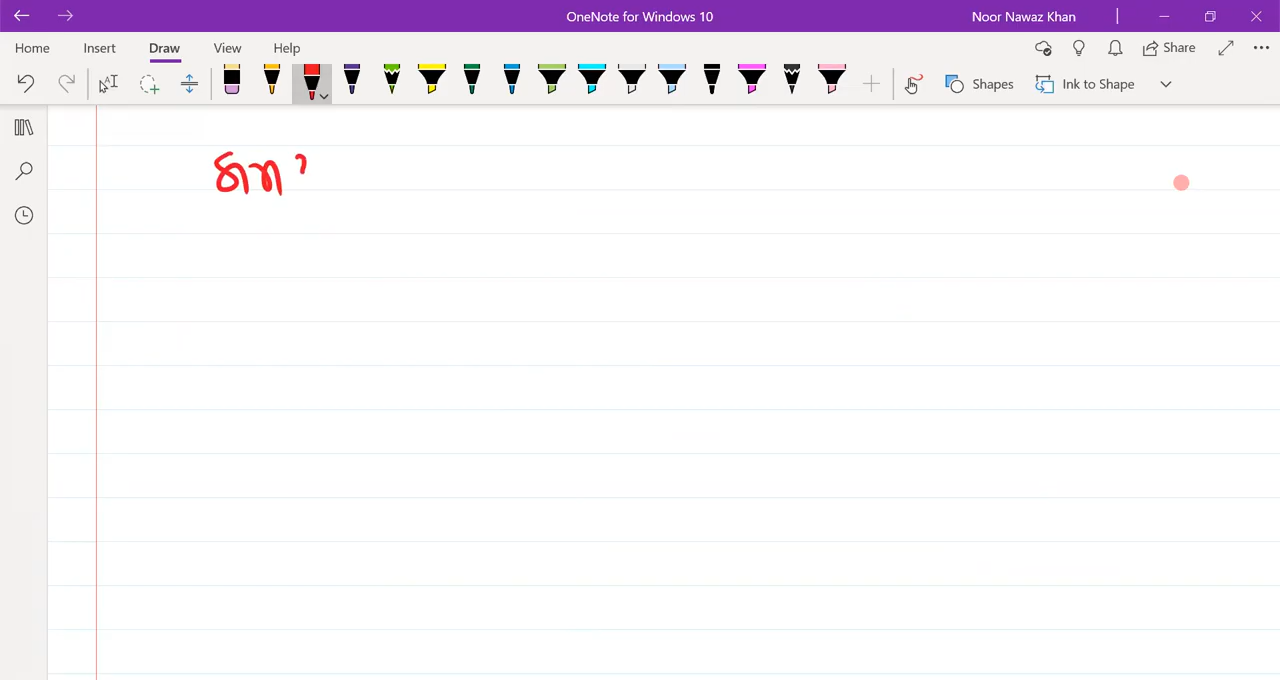 OneNote for Windows 10
Noor Nawaz Khan
Home Insert Draw View Help
Share
Shapes
Ink to Shape